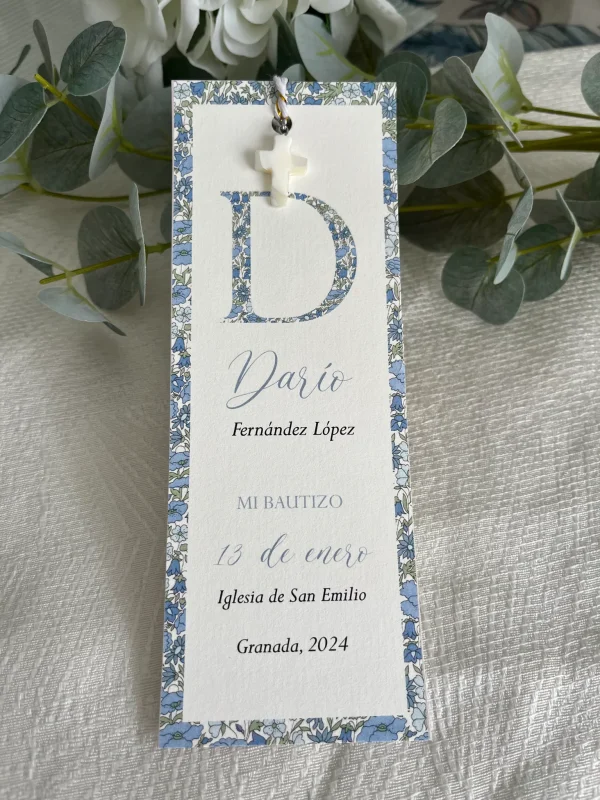 D
Darío
Fernández López
MI BAUTIZO
13 de enero
Iglesia de San Emilio
Granada, 2024